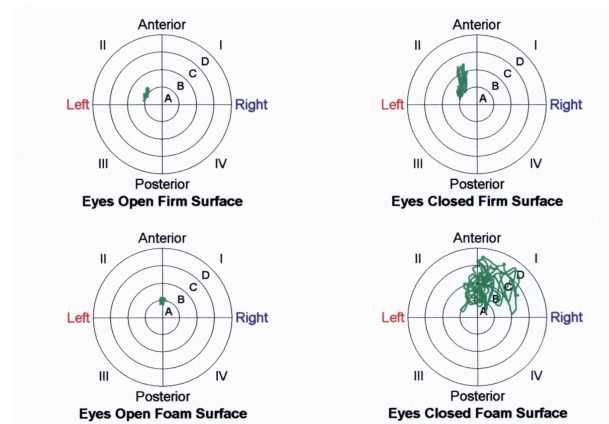 Anterior
II I
D
C
B
A
Left Right
III IV
Posterior
Eyes Open Firm Surface
Anterior
II I
D
C
B
A
Left Right
III IV
Posterior
Eyes Closed Firm Surface
Anterior
II I
D
C
B
A
Left Right
III IV
Posterior
Eyes Open Foam Surface
Anterior
II I
D
C
B
A
Left Right
III IV
Posterior
Eyes Closed Foam Surface